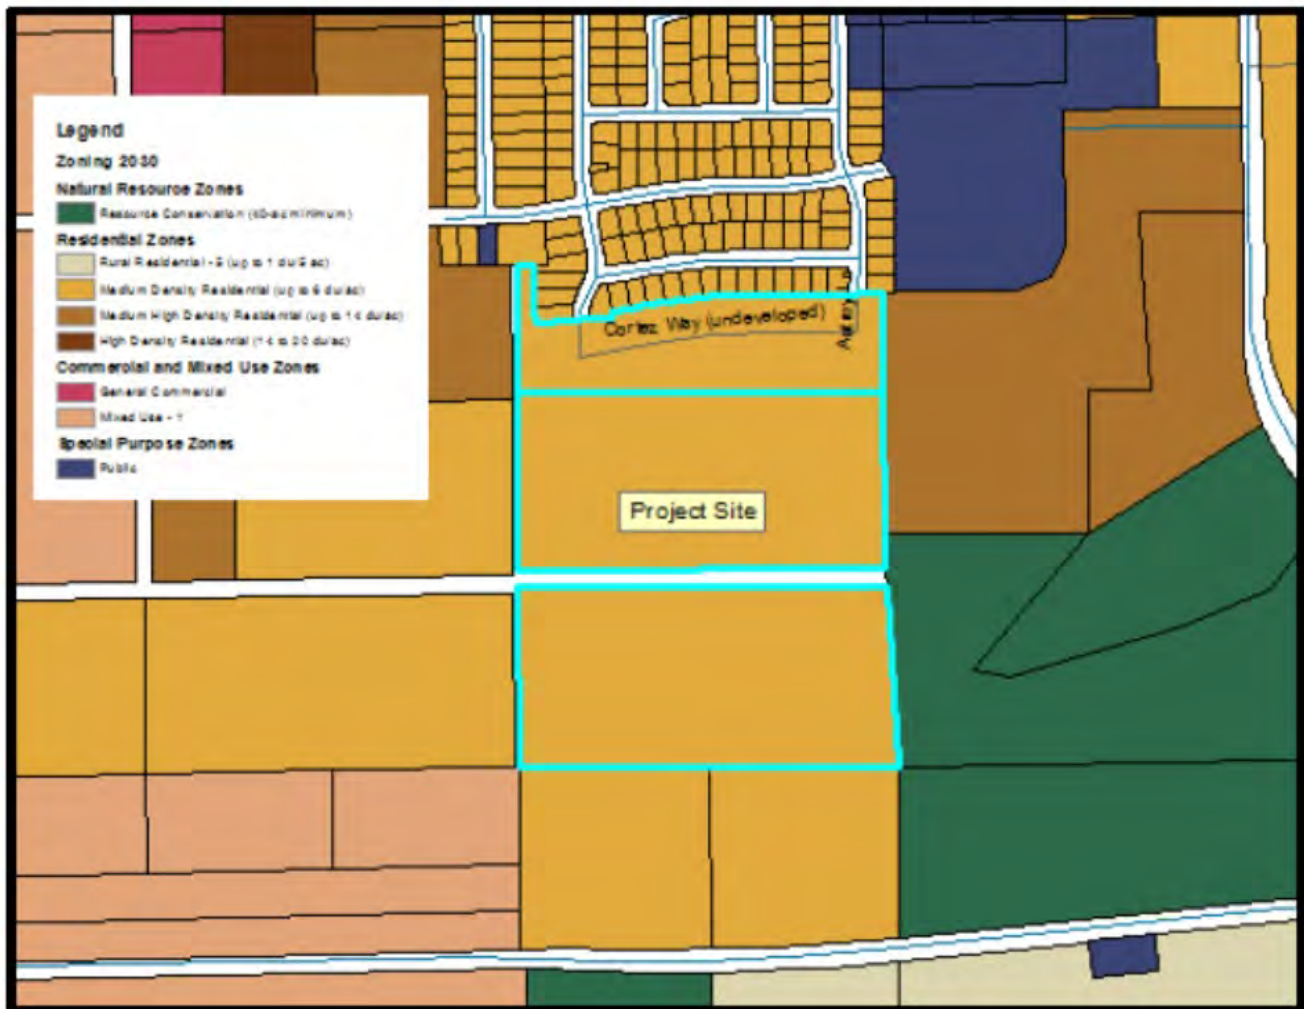 Legend
Zoning 2030
Natural Resource Zones
Resource Conservation (40-ac minimum)
Residential Zones
Rural Residential - 5 (up to 1 du/5 ac)
Medium Density Residential (up to 6 du/ac)
Medium High Density Residential (up to 14 du/ac)
High Density Residential (14 to 20 du/ac)
Commercial and Mixed Use Zones
General Commercial
Mixed Use - 1
Special Purpose Zones
Public
Cortez Way (undeveloped)
Project Site